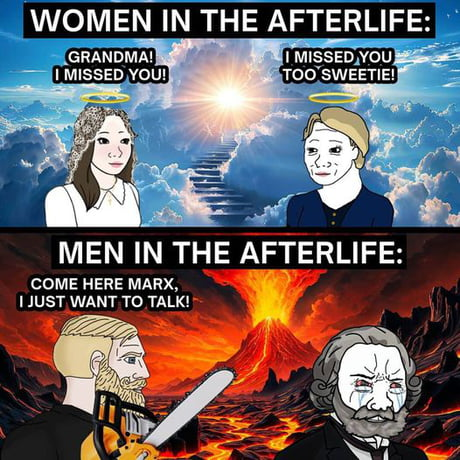 WOMEN IN THE AFTERLIFE:
GRANDMA!
I MISSED YOU!
I MISSED YOU
TOO SWEETIE!
MEN IN THE AFTERLIFE:
COME HERE MARX,
I JUST WANT TO TALK!